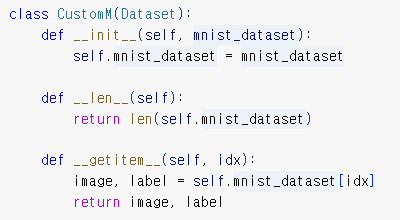 class CustomM(Dataset):
    def __init__(self, mnist_dataset):
        self.mnist_dataset = mnist_dataset

    def __len__(self):
        return len(self.mnist_dataset)

    def __getitem__(self, idx):
        image, label = self.mnist_dataset[idx]
        return image, label